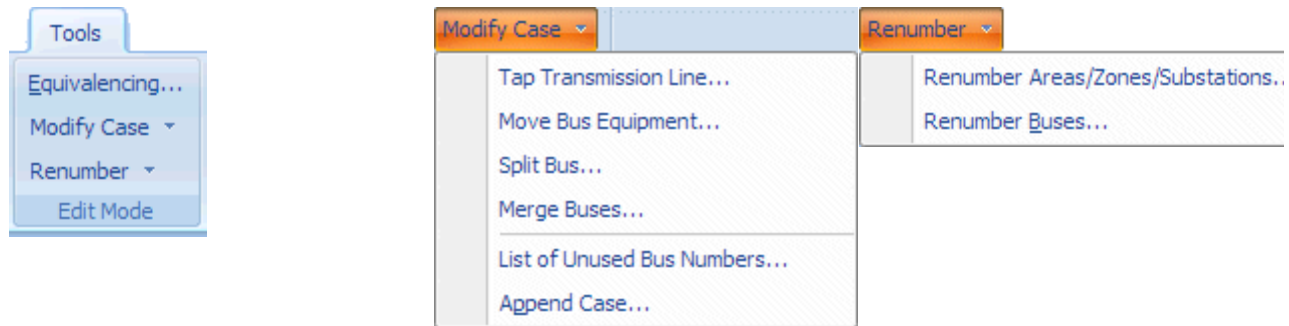 Tools
Equivalencing...
Modify Case
Renumber
Edit Mode
Modify Case
Tap Transmission Line...
Move Bus Equipment...
Split Bus...
Merge Buses...
List of Unused Bus Numbers...
Append Case...
Renumber
Renumber Areas/Zones/Substations..
Renumber Buses...